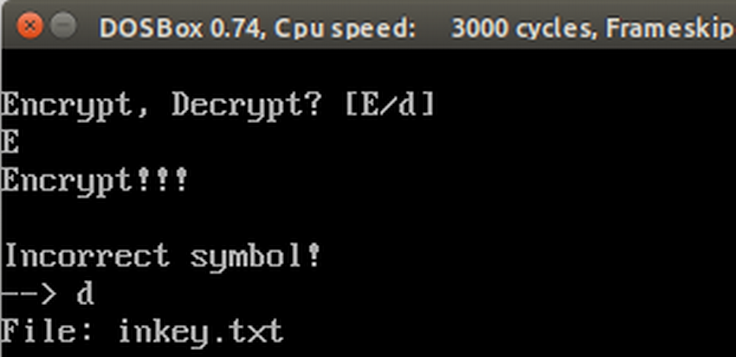 DOSBox 0.74, Cpu speed: 3000 cycles, Frameskip
Encrypt, Decrypt? [E/d]
E
Encrypt!!!
Incorrect symbol!
--> d
File: inkey.txt